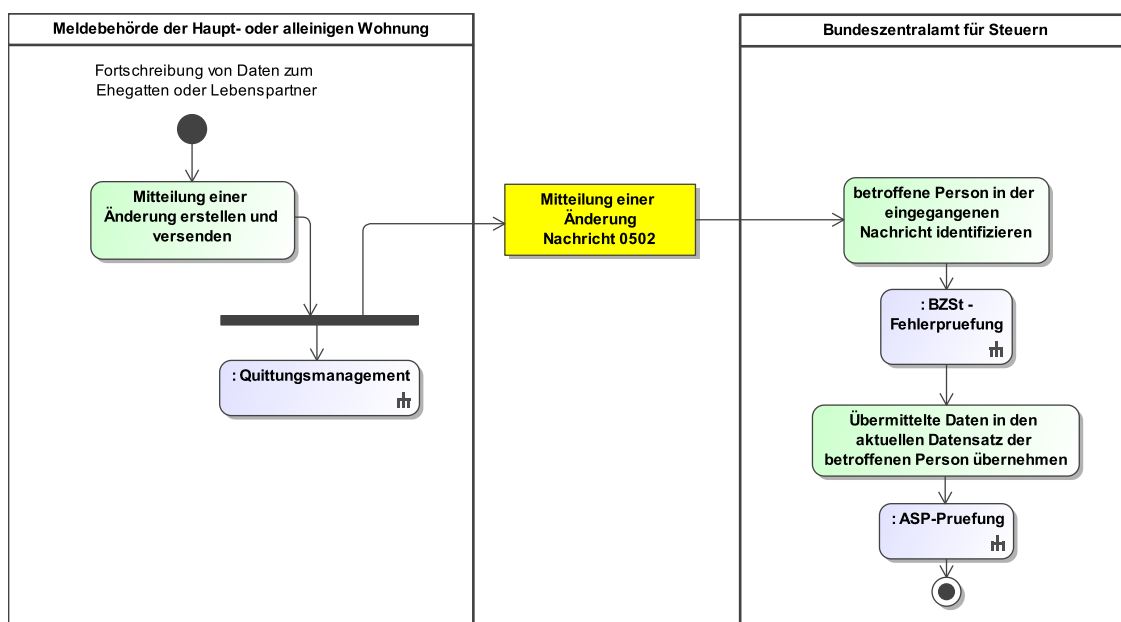 Meldebehörde der Haupt- oder alleinigen Wohnung
Fortschreibung von Daten zum
Ehegatten oder Lebenspartner
Mitteilung einer
Änderung erstellen und
versenden
: Quittungsmanagement
Mitteilung einer
Änderung
Nachricht 0502
Bundeszentralamt für Steuern
betroffene Person in der
eingegangenen
Nachricht identifizieren
: BZSt -
Fehlerpruefung
Übermittelte Daten in den
aktuellen Datensatz der
betroffenen Person übernehmen
: ASP-Pruefung